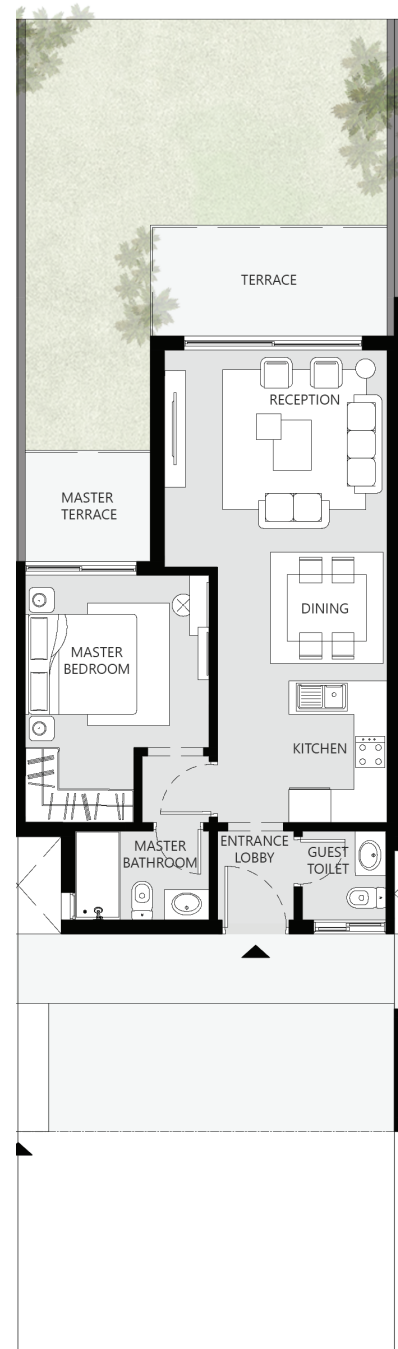 TERRACE
RECEPTION
MASTER
TERRACE
DINING
MASTER
BEDROOM
KITCHEN
MASTER
BATHROOM
ENTRANCE
LOBBY
GUEST
TOILET